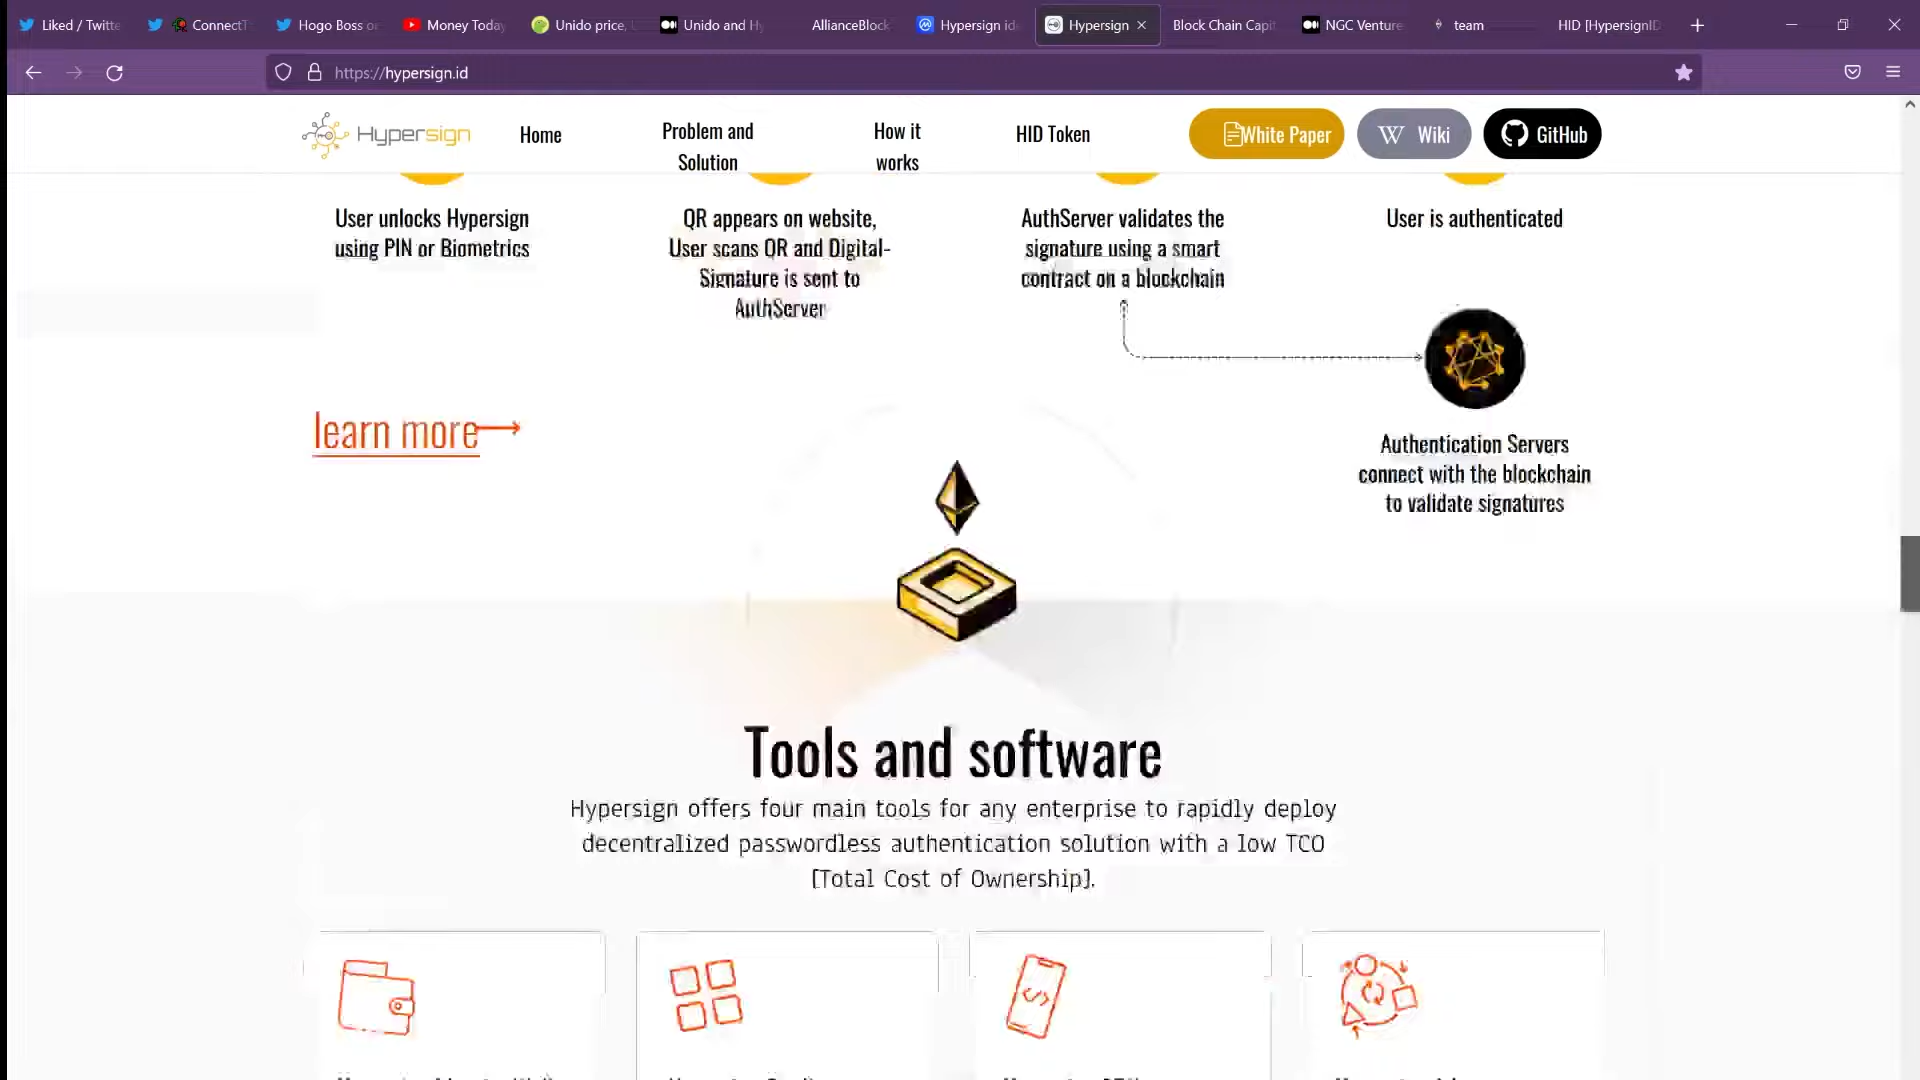 Liked / Twitte
ConnectT
Hogo Boss o
Money Today
Unido price,
Unido and Hy
AllianceBlock
Hypersign id
Hypersign
Block Chain Capi
NGC Venture
team
HID [HypersignID
https://hypersign.id
Hypersign
Home
Problem and
Solution
How it
works
HID Token
White Paper
W Wiki
GitHub
User unlocks Hypersign
using PIN or Biometrics
QR appears on website,
User scans QR and Digital-
Signature is sent to
AuthServer
AuthServer validates the
signature using a smart
contract on a blockchain
User is authenticated
learn more
Authentication Servers
connect with the blockchain
to validate signatures
Tools and software
Hypersign offers four main tools for any enterprise to rapidly deploy
decentralized passwordless authentication solution with a low TCO
[Total Cost of Ownership].